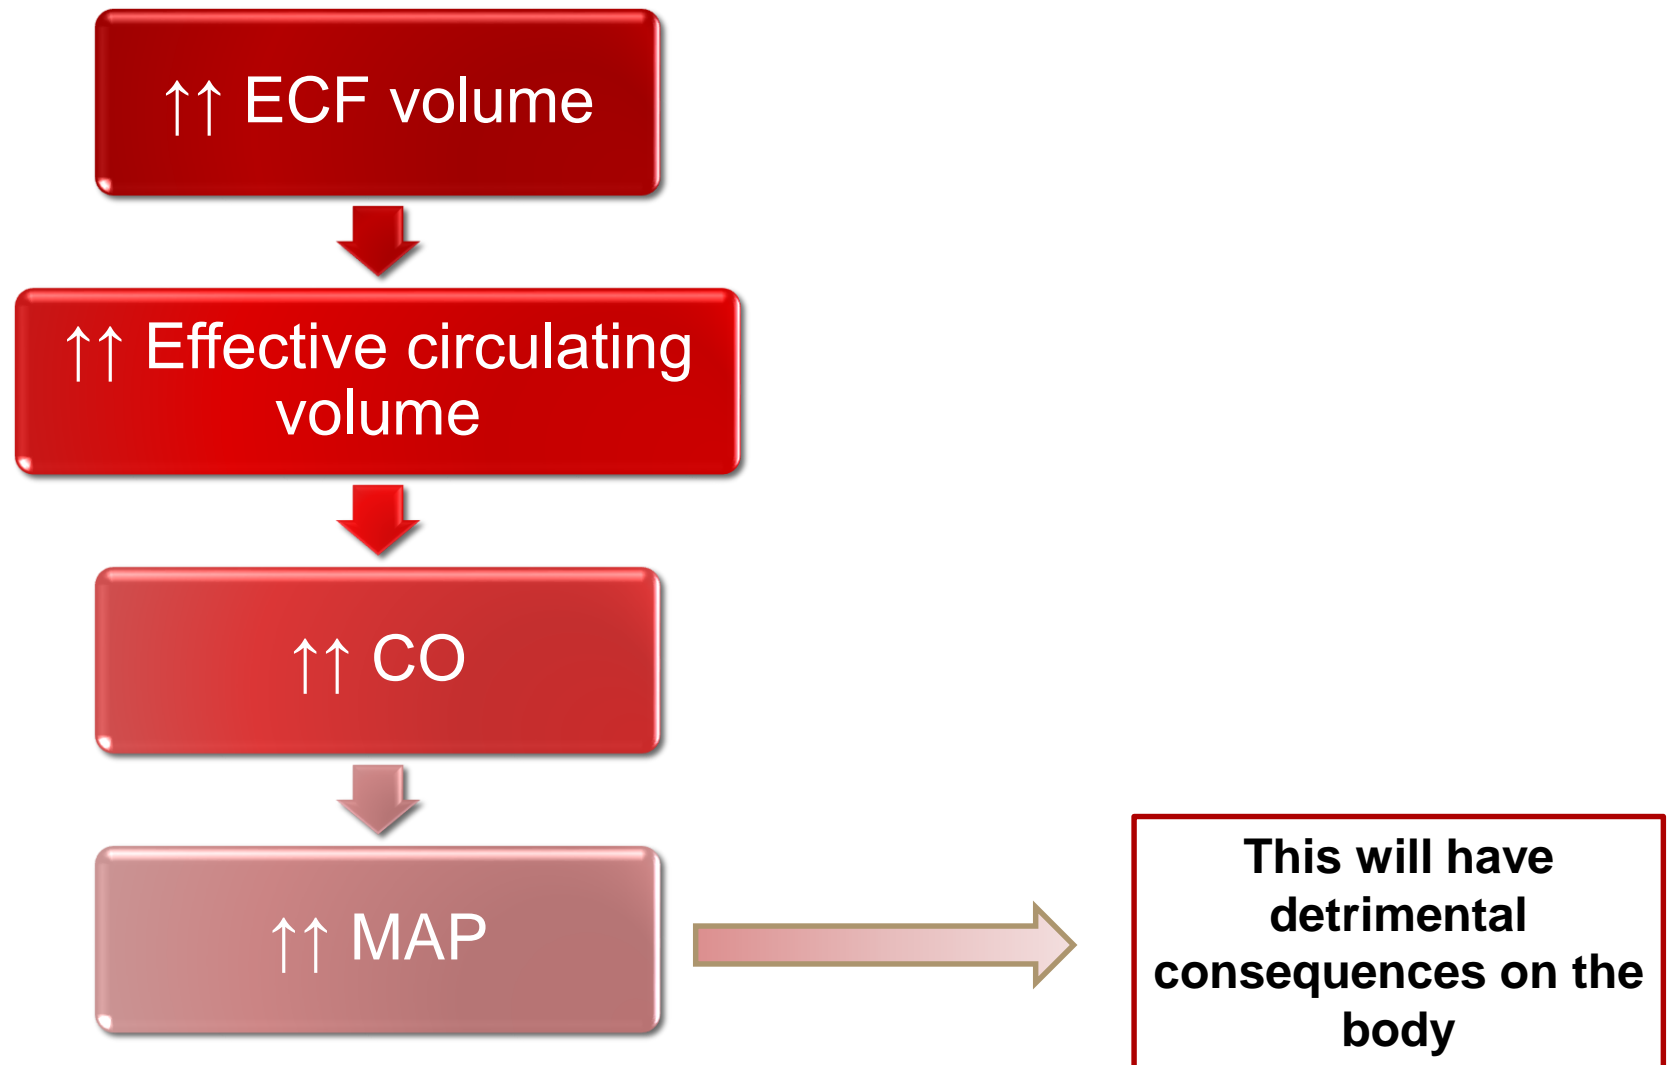 ↑↑ ECF volume
↑↑ Effective circulating
volume
↑↑ CO
↑↑ MAP
This will have
detrimental
consequences on the
body